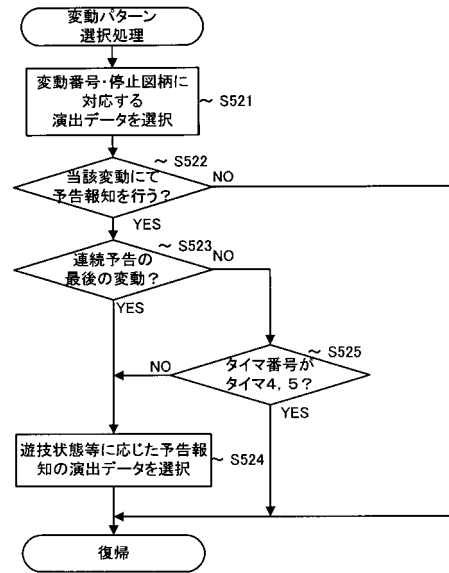 変動パターン
選択処理
変動番号・停止図柄に
対応する
演出データを選択
～ S521
～ S522
当該変動にて
予告報知を行う？
NO
YES
～ S523
連続予告の
最後の変動？
NO
YES
～ S525
タイマ番号が
タイマ4, 5？
NO
YES
遊技状態等に応じた予告報
知の演出データを選択
～ S524
復帰